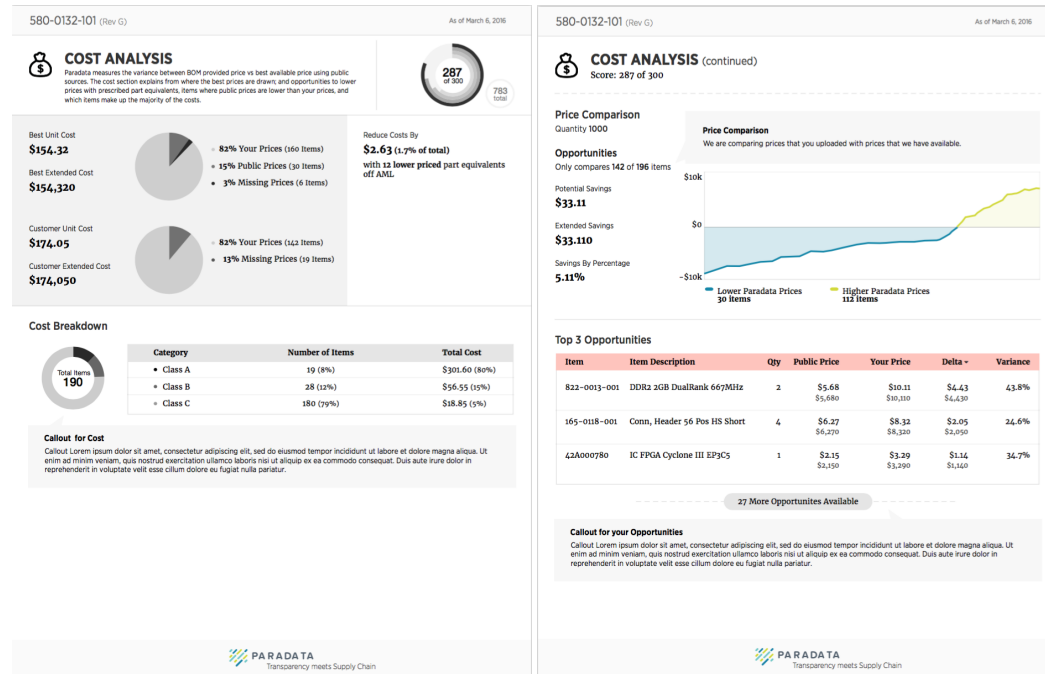 580-0132-101 (Rev G)
As of March 6, 2016
COST ANALYSIS
Paradata measures the variance between BOM provided price vs best available price using public
sources. The cost section explains from where the best prices are drawn; and opportunities to lower
prices with prescribed part equivalents, items where public prices are lower than your prices, and
which items make up the majority of the costs.
287
of 300
783
total
Best Unit Cost
$154.32
Best Extended Cost
$154,320
82% Your Prices (160 Items)
15% Public Prices (30 Items)
3% Missing Prices (6 Items)
Reduce Costs By
$2.63 (1.7% of total)
with 12 lower priced part equivalents
off AML
Customer Unit Cost
$174.05
Customer Extended Cost
$174,050
82% Your Prices (142 Items)
13% Missing Prices (19 Items)
Cost Breakdown
Total Items
190
Category Number of Items Total Cost
Class A 19 (8%) $301.60 (80%)
Class B 28 (12%) $56.55 (15%)
Class C 180 (79%) $18.85 (5%)
Callout for Cost
Callout Lorem ipsum dolor sit amet, consectetur adipiscing elit, sed do eiusmod tempor incididunt ut labore et dolore magna aliqua. Ut
enim ad minim veniam, quis nostrud exercitation ullamco laboris nisi ut aliquip ex ea commodo consequat. Duis aute irure dolor in
reprehenderit in voluptate velit esse cillum dolore eu fugiat nulla pariatur.
PARADATA
Transparency meets Supply Chain
580-0132-101 (Rev G)
As of March 6, 2016
COST ANALYSIS (continued)
Score: 287 of 300
Price Comparison
Quantity 1000
Opportunities
Only compares 142 of 196 items
Potential Savings
$33.11
Extended Savings
$33.110
Savings By Percentage
5.11%
Price Comparison
We are comparing prices that you uploaded with prices that we have available.
$10k
$0
-$10k
Lower Paradata Prices
30 items
Higher Paradata Prices
112 items
Top 3 Opportunities
Item Item Description Qty Public Price Your Price Delta Variance
822-0013-001 DDR2 2GB DualRank 667MHz 2 $5.68 $10.11 $4.43 43.8%
$5,680 $10,110 $4,430
165-0118-001 Conn, Header 56 Pos HS Short 4 $6.27 $8.32 $2.05 24.6%
$6,270 $8,320 $2,050
42A000780 IC FPGA Cyclone III EP3C5 1 $2.15 $3.29 $1.14 34.7%
$2,150 $3,290 $1,140
27 More Opportunites Available
Callout for your Opportunities
Callout Lorem ipsum dolor sit amet, consectetur adipiscing elit, sed do eiusmod tempor incididunt ut labore et dolore magna aliqua. Ut
enim ad minim veniam, quis nostrud exercitation ullamco laboris nisi ut aliquip ex ea commodo consequat. Duis aute irure dolor in
reprehenderit in voluptate velit esse cillum dolore eu fugiat nulla pariatur.
PARADATA
Transparency meets Supply Chain